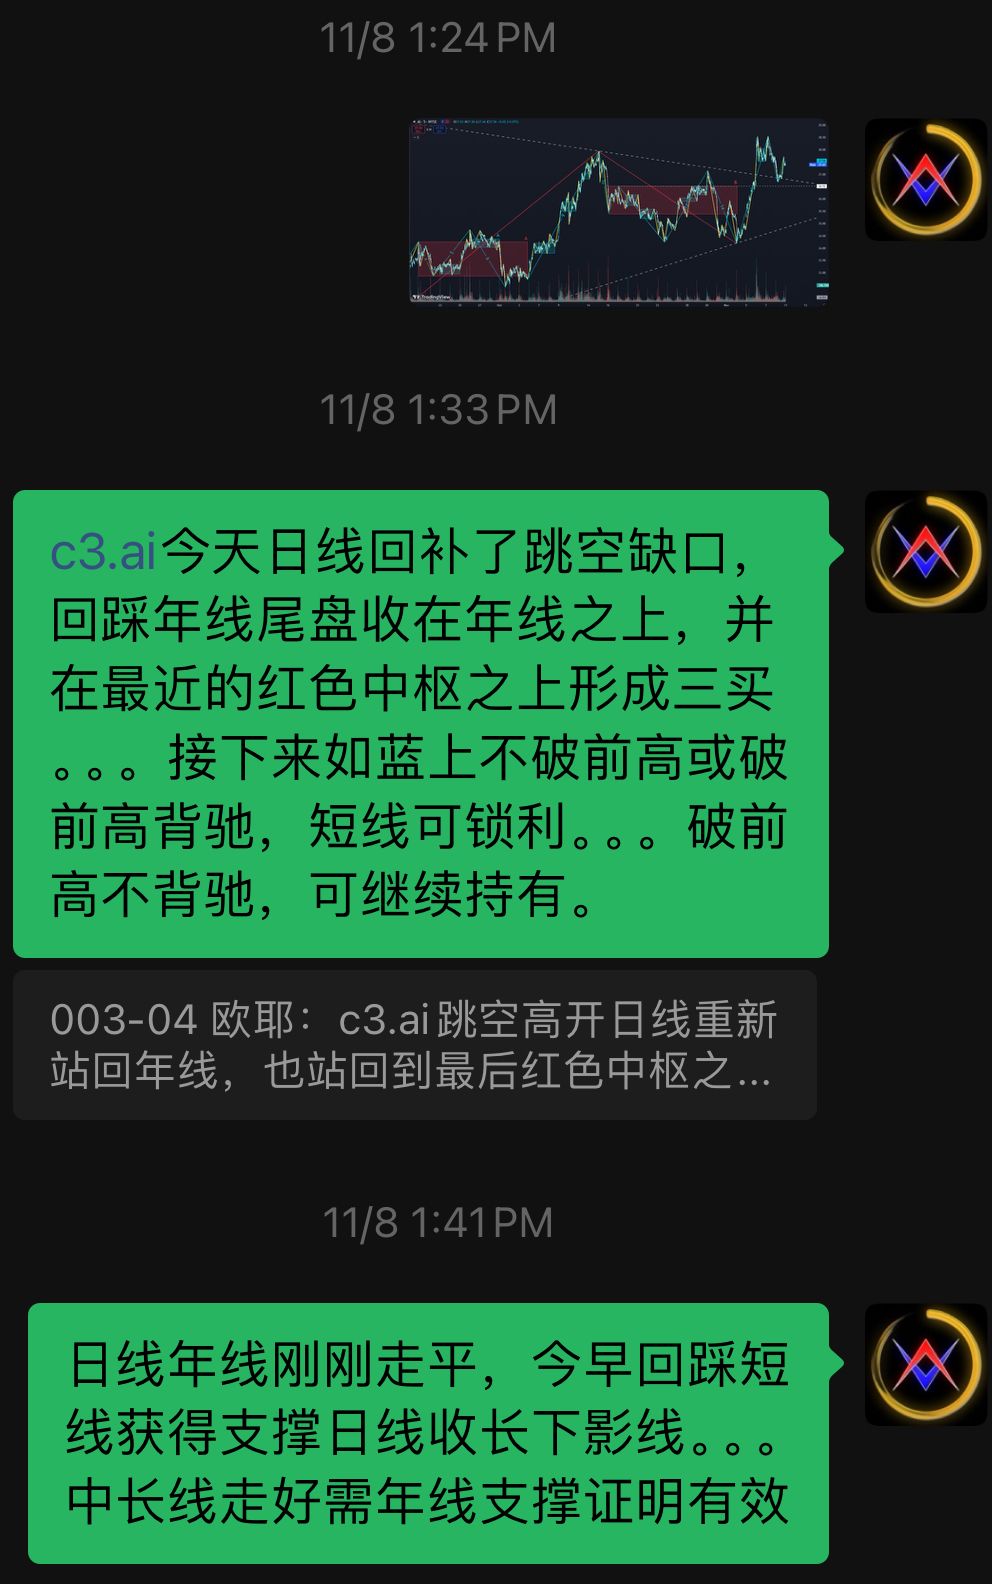 11/8 1:24 PM
TradingView
11/8 1:33 PM
c3.ai今天日线回补了跳空缺口，
回踩年线尾盘收在年线之上，并
在最近的红色中枢之上形成三买
。。。接下来如蓝上不破前高或破
前高背驰，短线可锁利。。。破前
高不背驰，可继续持有。
003-04 欧耶：c3.ai跳空高开日线重新
站回年线，也站回到最后红色中枢之...
11/8 1:41 PM
日线年线刚刚走平，今早回踩短
线获得支撑日线收长下影线。。。
中长线走好需年线支撑证明有效